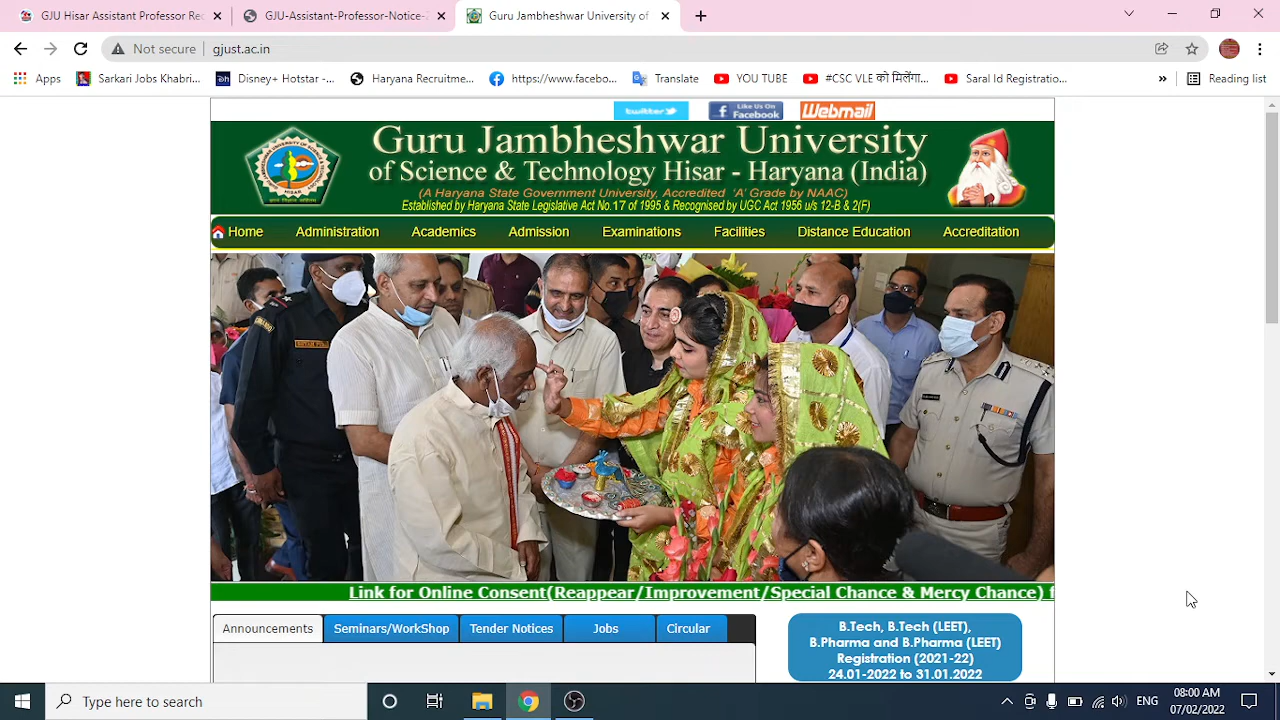 GJU Hisar Assistant Professor Re
GJU-Assistant-Professor-Notice-
Guru Jambheshwar University of
Not secure
gjust.ac.in
Apps
Sarkari Jobs Khabri...
Disney+ Hotstar -...
Haryana Recruitme...
https://www.facebo...
Translate
YOU TUBE
#CSC VLE को मिलेंगा...
Saral Id Registratio...
»
Reading list
twitter
Like Us On
Facebook
Webmail
Guru Jambheshwar University
of Science & Technology Hisar - Haryana (India)
(A Haryana State Government University, Accredited 'A' Grade by NAAC)
Established by Haryana State Legislative Act No.17 of 1995 & Recognised by UGC Act 1956 u/s 12-B & 2(F)
Home
Administration
Academics
Admission
Examinations
Facilities
Distance Education
Accreditation
Link for Online Consent(Reappear/Improvement/Special Chance & Mercy Chance) f
Announcements
Seminars/WorkShop
Tender Notices
Jobs
Circular
B.Tech, B.Tech (LEET),
B.Pharma and B.Pharma (LEET)
Registration (2021-22)
24.01-2022 to 31.01.2022
Type here to search
ENG
08:00 AM
07/02/2022